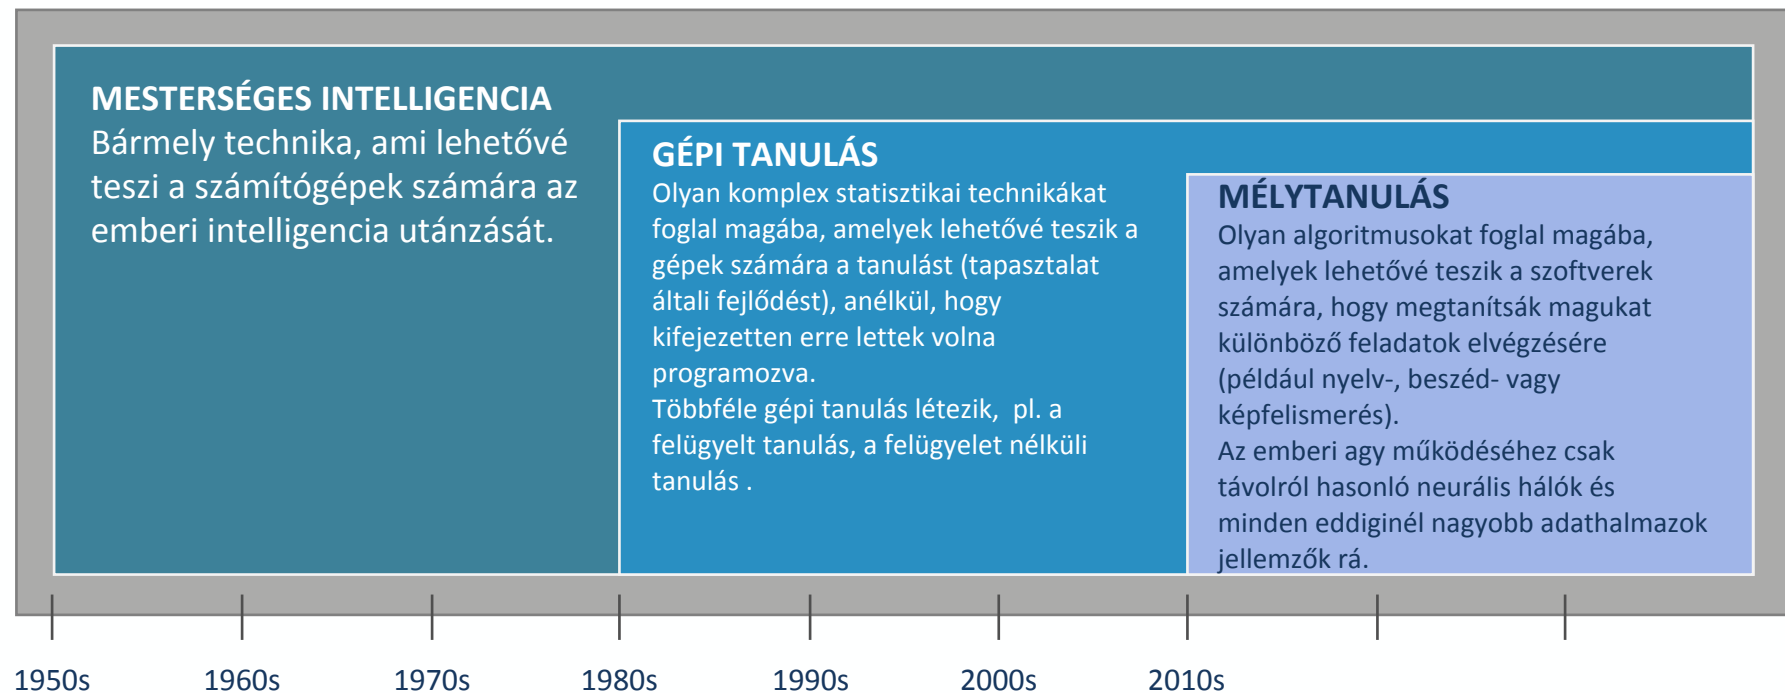 MESTERSÉGES INTELLIGENCIA
Bármely technika, ami lehetővé
teszi a számítógépek számára az
emberi intelligencia utánzását.
GÉPI TANULÁS
Olyan komplex statisztikai technikákat
foglal magába, amelyek lehetővé teszik a
gépek számára a tanulást (tapasztalat
általi fejlődést), anélkül, hogy
kifejezetten erre lettek volna
programozva.
Többféle gépi tanulás létezik,  pl. a
felügyelt tanulás, a felügyelet nélküli
tanulás .
MÉLYTANULÁS
Olyan algoritmusokat foglal magába,
amelyek lehetővé teszik a szoftverek
számára, hogy megtanítsák magukat
különböző feladatok elvégzésére
(például nyelv-, beszéd- vagy
képfelismerés).
Az emberi agy működéséhez csak
távolról hasonló neurális hálók és
minden eddiginél nagyobb adathalmazok
jellemzők rá.
1950s 1960s 1970s 1980s 1990s 2000s 2010s